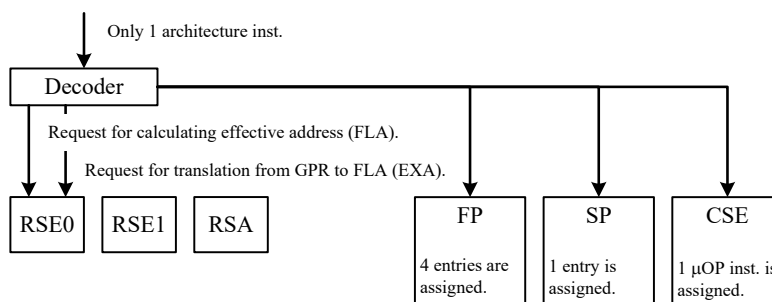 Only 1 architecture inst.
Decoder
Request for calculating effective address (FLA).
Request for translation from GPR to FLA (EXA).
RSE0
RSE1
RSA
FP
SP
CSE
4 entries are
assigned.
1 entry is
assigned.
1 μOP inst. is
assigned.